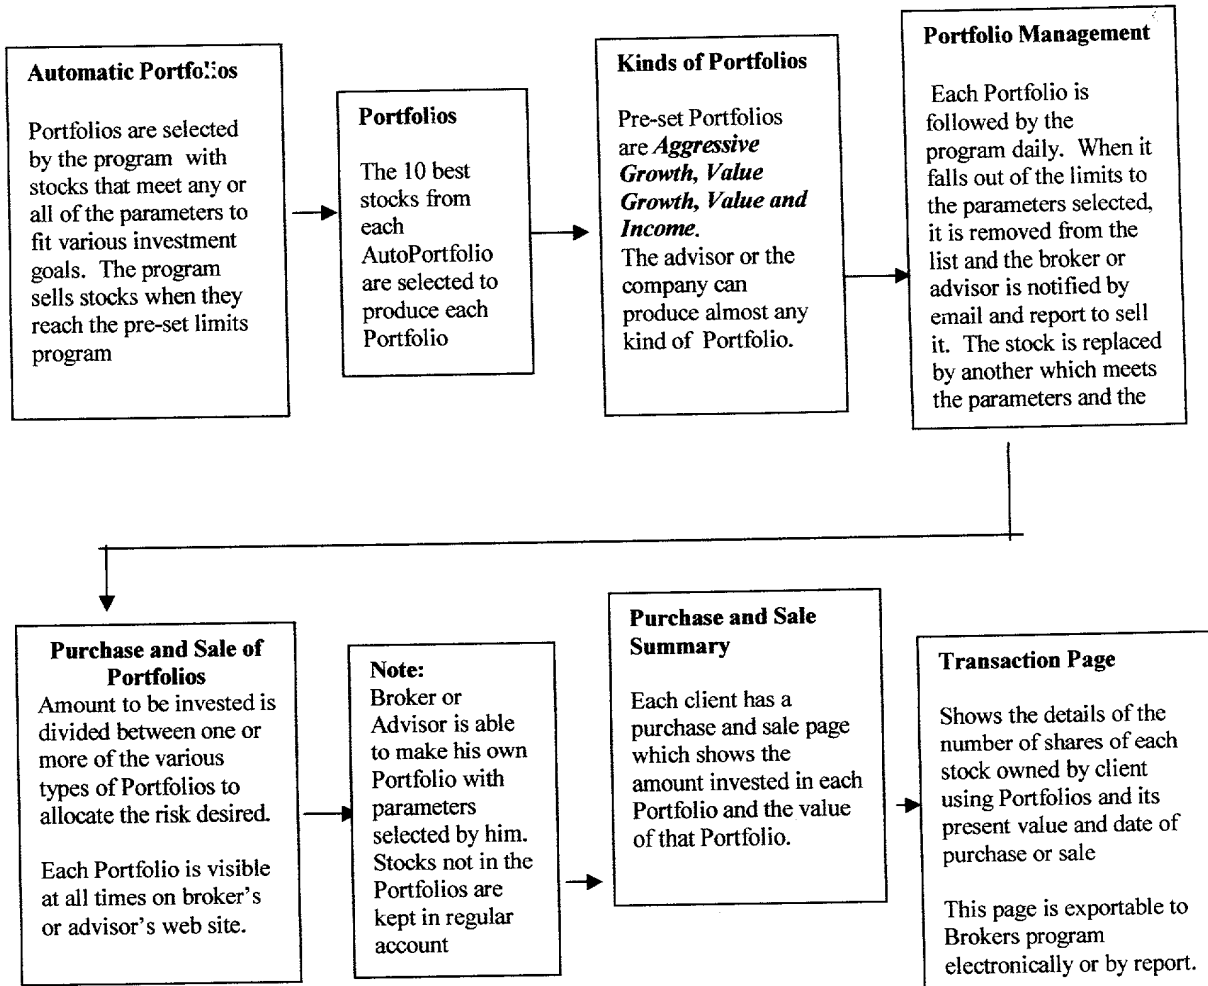 Automatic Portfolios
Portfolios are selected
by the program with
stocks that meet any or
all of the parameters to
fit various investment
goals. The program
sells stocks when they
reach the pre-set limits
program
Portfolios
The 10 best
stocks from
each
AutoPortfolio
are selected to
produce each
Portfolio
Kinds of Portfolios
Pre-set Portfolios
are Aggressive
Growth, Value
Growth, Value and
Income.
The advisor or the
company can
produce almost any
kind of Portfolio.
Portfolio Management
Each Portfolio is
followed by the
program daily. When it
falls out of the limits to
the parameters selected,
it is removed from the
list and the broker or
advisor is notified by
email and report to sell
it. The stock is replaced
by another which meets
the parameters and the
Purchase and Sale of
Portfolios
Amount to be invested is
divided between one or
more of the various
types of Portfolios to
allocate the risk desired.
Each Portfolio is visible
at all times on broker's
or advisor's web site.
Note:
Broker or
Advisor is able
to make his own
Portfolio with
parameters
selected by him.
Stocks not in the
Portfolios are
kept in regular
account
Purchase and Sale
Summary
Each client has a
purchase and sale page
which shows the
amount invested in each
Portfolio and the value
of that Portfolio.
Transaction Page
Shows the details of the
number of shares of each
stock owned by client
using Portfolios and its
present value and date of
purchase or sale
This page is exportable to
Brokers program
electronically or by report.